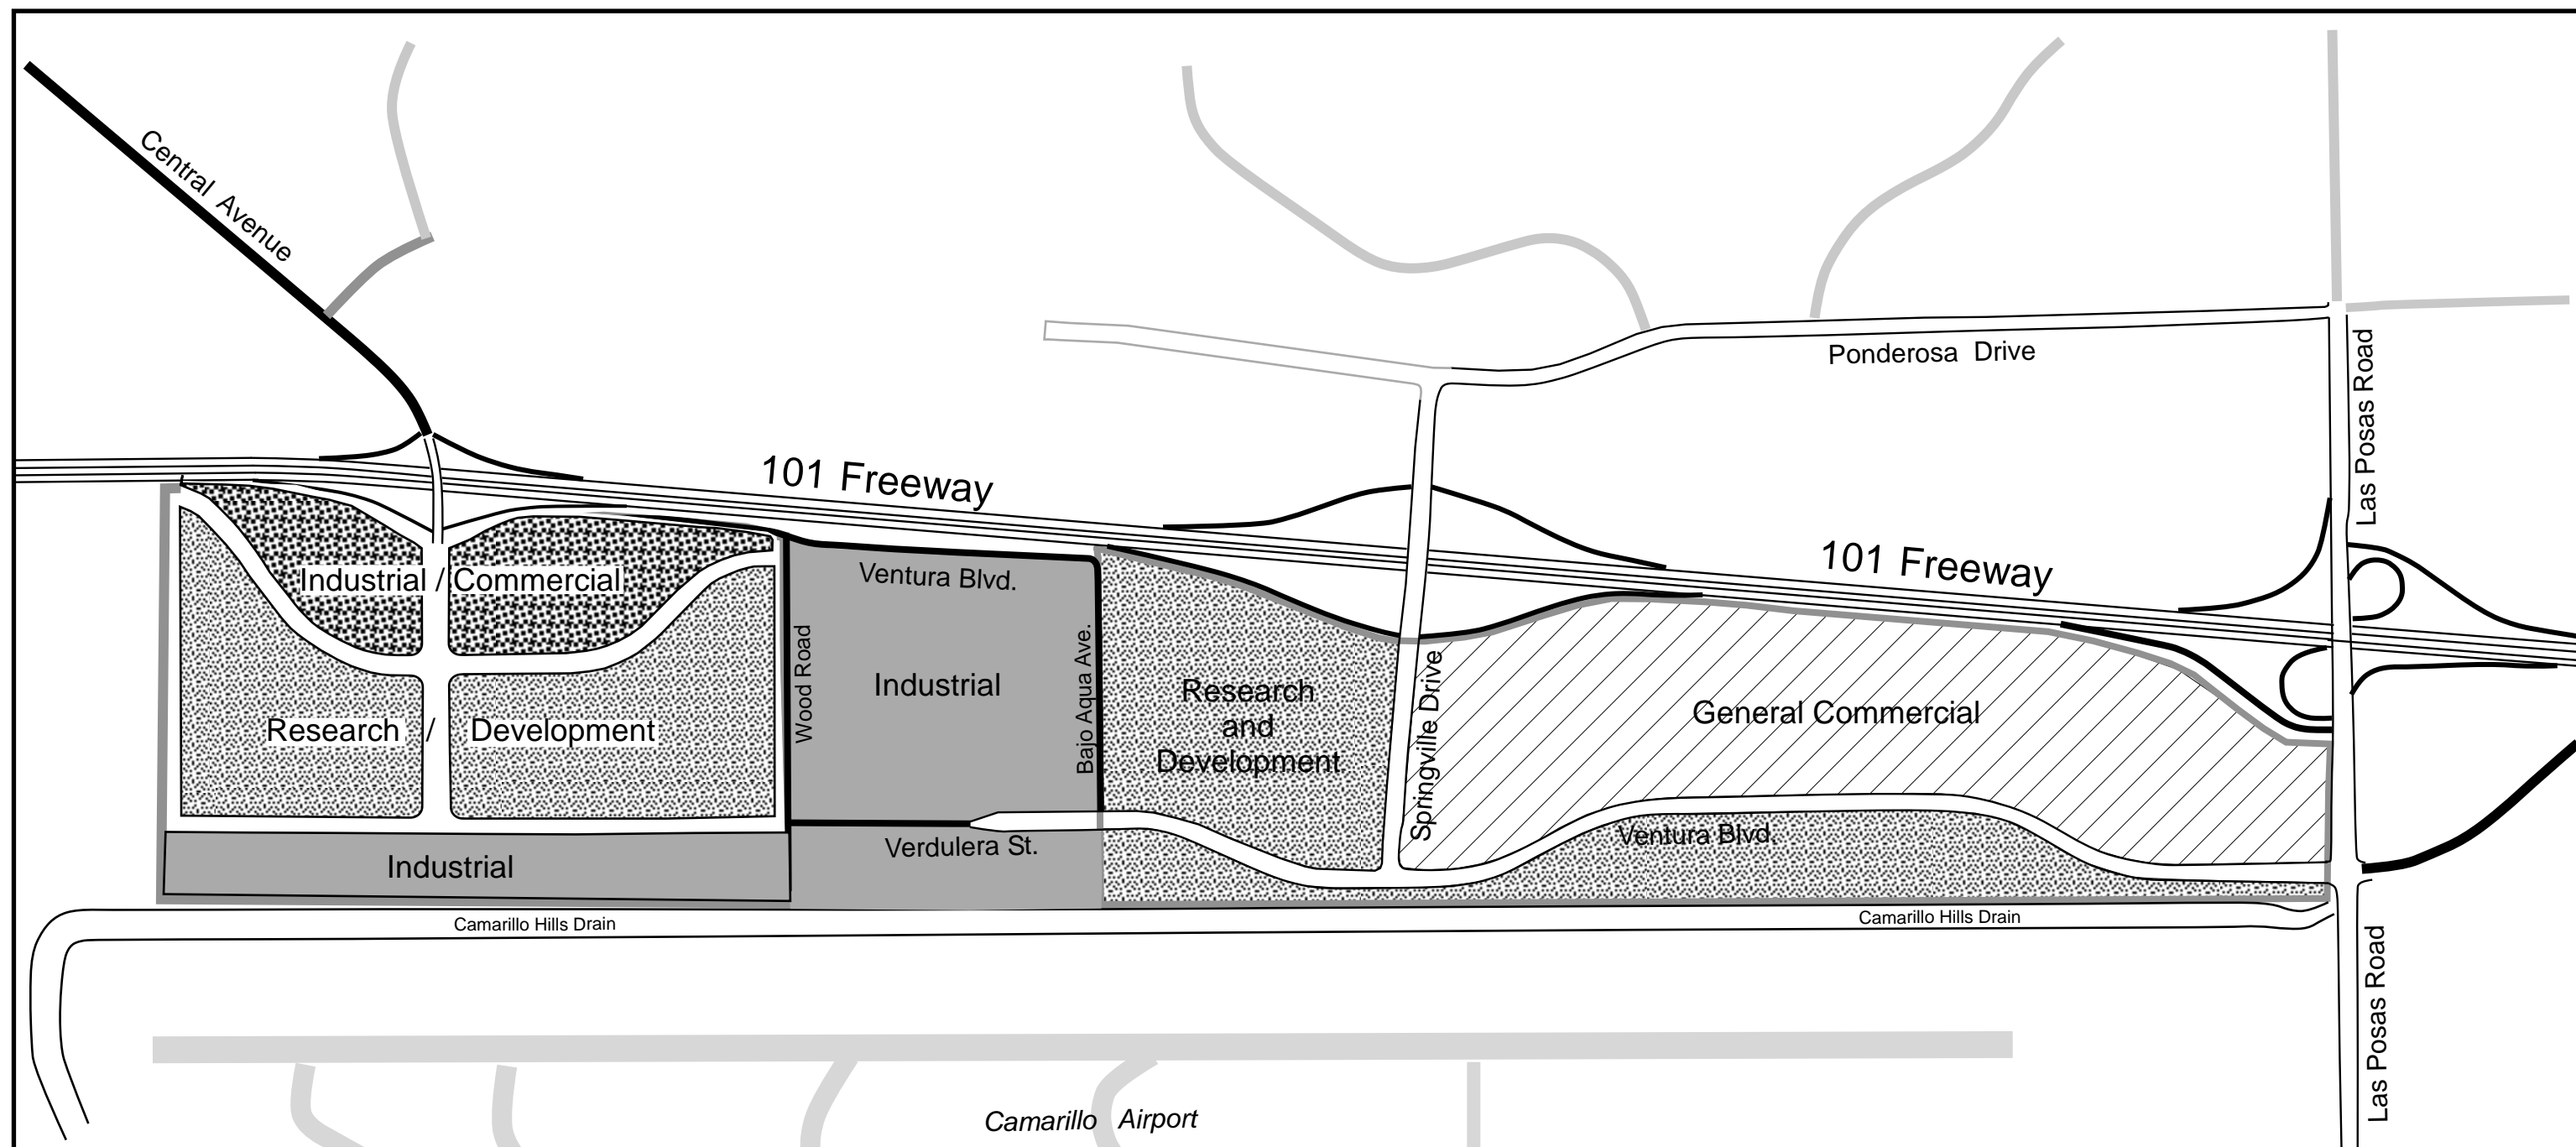 Central Avenue
101 Freeway
Ponderosa Drive
Las Posas Road
101 Freeway
Industrial / Commercial
Ventura Blvd.
Wood Road
Industrial
Bajo Aqua Ave.
Research
and
Development
Springville Drive
General Commercial
Research / Development
Ventura Blvd.
Verdulera St.
Industrial
Camarillo Hills Drain
Camarillo Hills Drain
Las Posas Road
Camarillo Airport